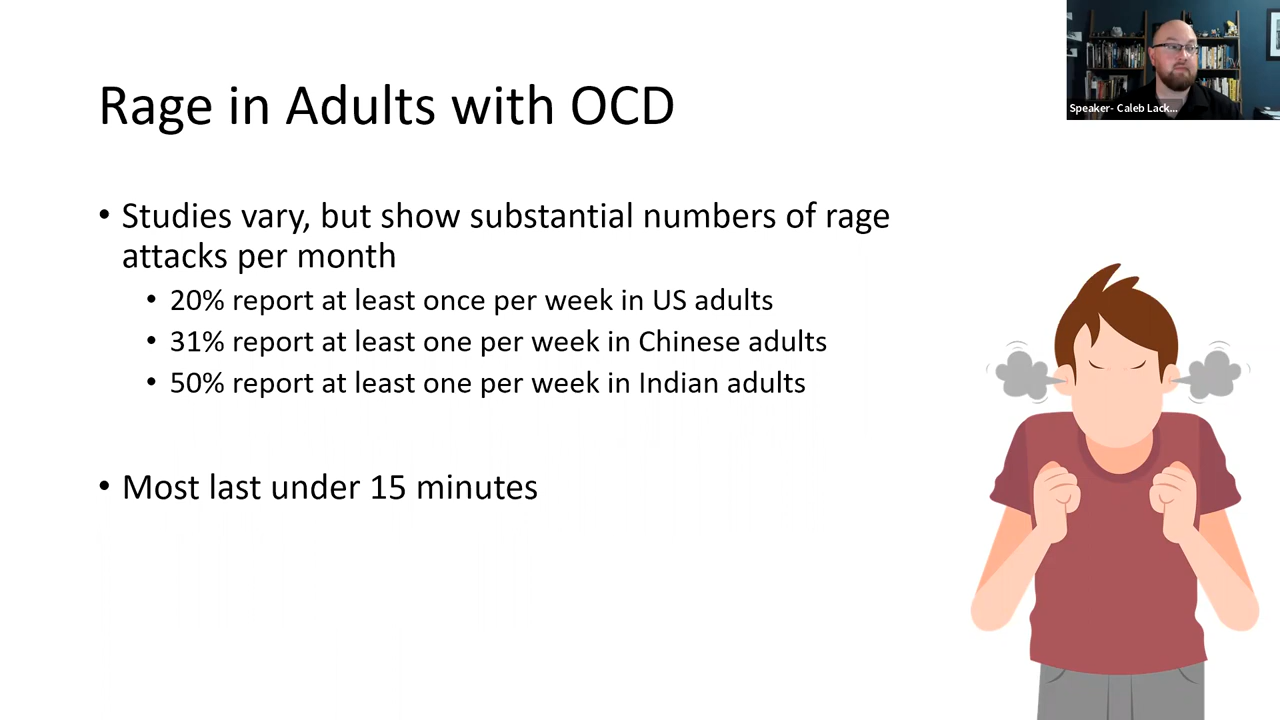 Rage in Adults with OCD
Speaker- Caleb Lack...
• Studies vary, but show substantial numbers of rage
attacks per month
• 20% report at least once per week in US adults
• 31% report at least one per week in Chinese adults
• 50% report at least one per week in Indian adults
• Most last under 15 minutes